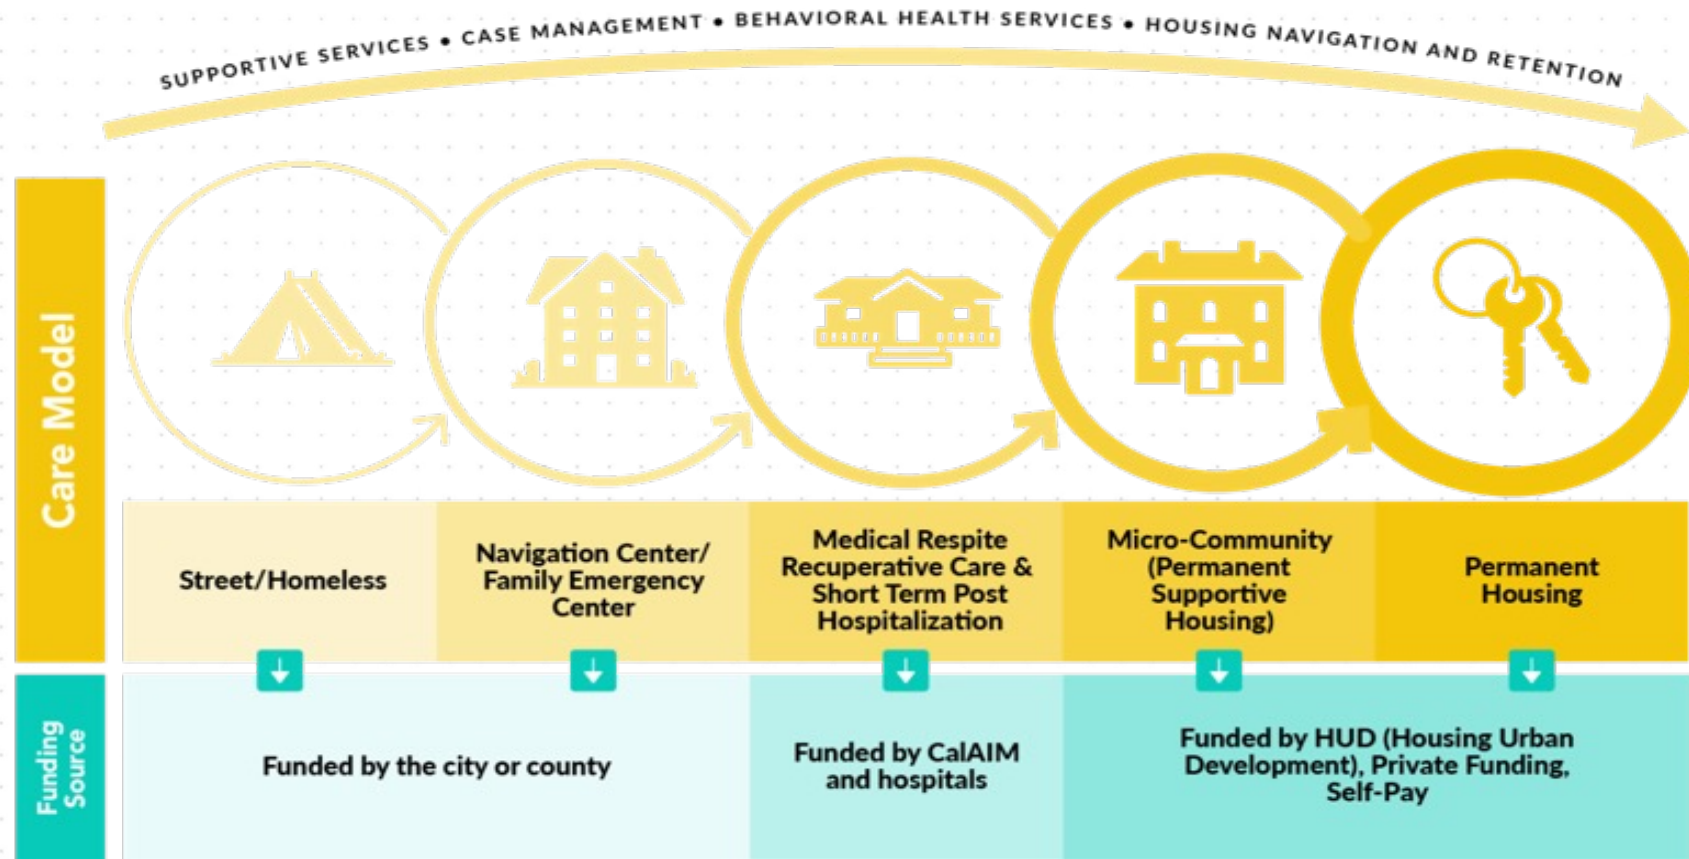 SUPPORTIVE SERVICES • CASE MANAGEMENT • BEHAVIORAL HEALTH SERVICES • HOUSING NAVIGATION AND RETENTION
Care Model
Street/Homeless
Navigation Center/
Family Emergency
Center
Medical Respite
Recuperative Care &
Short Term Post
Hospitalization
Micro-Community
(Permanent
Supportive
Housing)
Permanent
Housing
Funding
Source
Funded by the city or county
Funded by CalAIM
and hospitals
Funded by HUD (Housing Urban
Development), Private Funding,
Self-Pay